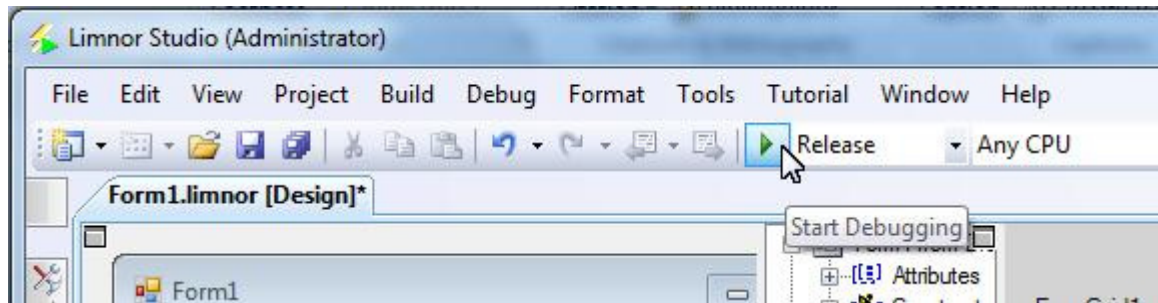 Limnor Studio (Administrator)
File Edit View Project Build Debug Format Tools Tutorial Window Help
Release Any CPU
Form1.limnor [Design]*
Start Debugging
Attributes
Form1